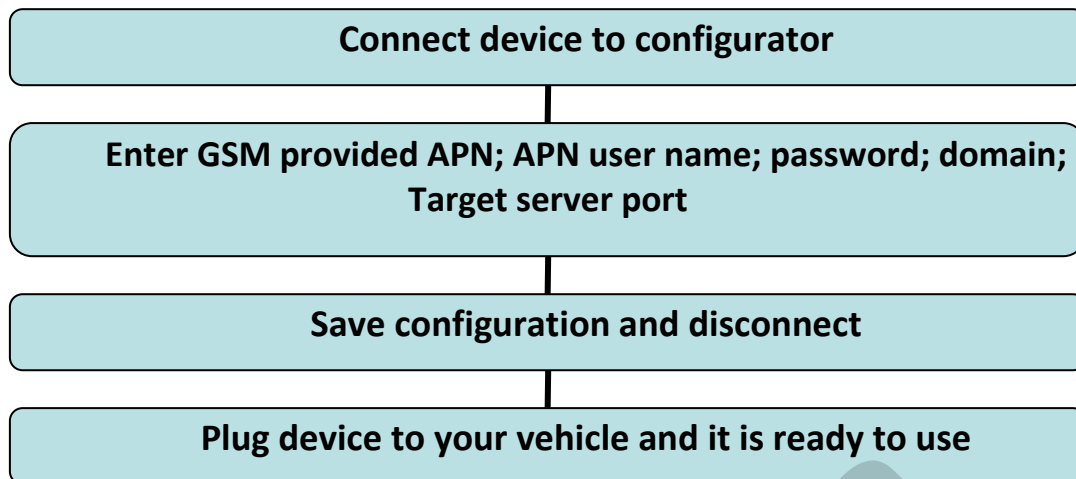 Connect device to configurator
Enter GSM provided APN; APN user name; password; domain;
Target server port
Save configuration and disconnect
Plug device to your vehicle and it is ready to use